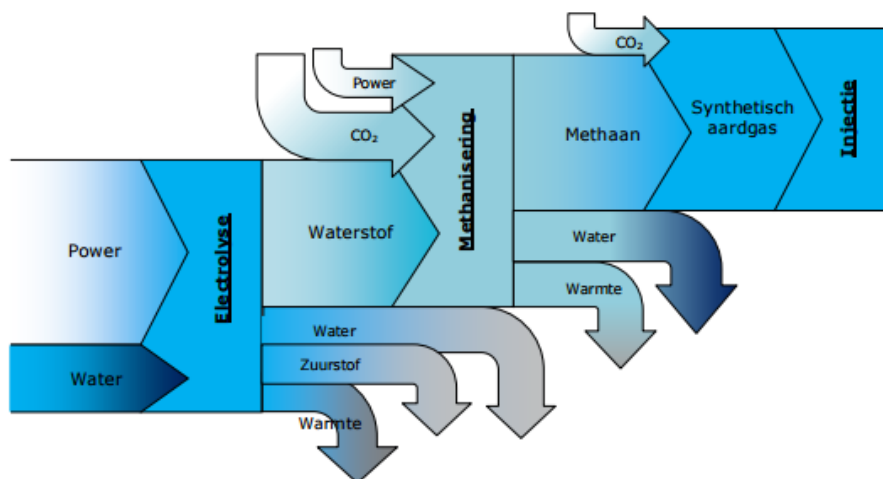 CO₂
Power
CO₂
Methanisering
Methaan
Synthetisch
aardgas
Injectie
Power
Electrolyse
Waterstof
Water
Warmte
Water
Water
Zuurstof
Warmte